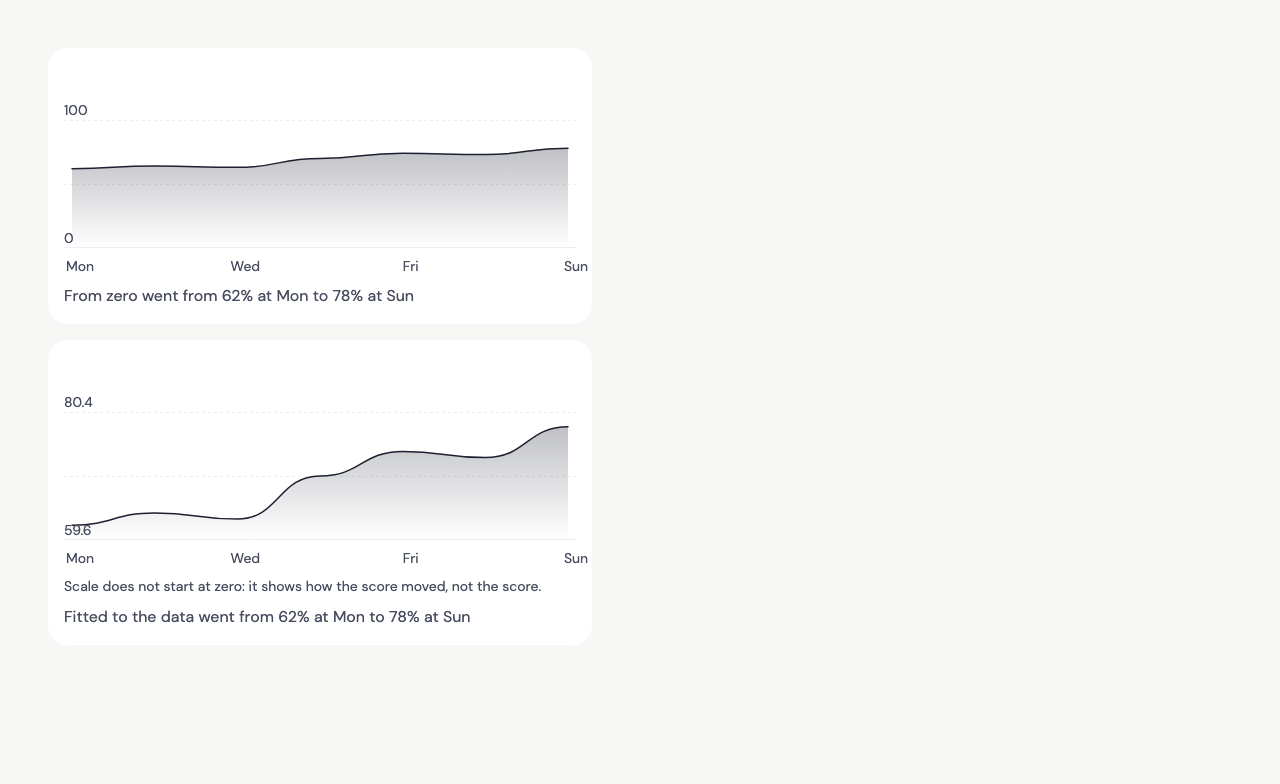 100
0
Mon Wed Fri Sun
From zero went from 62% at Mon to 78% at Sun
80.4
59.6
Mon Wed Fri Sun
Scale does not start at zero: it shows how the score moved, not the score.
Fitted to the data went from 62% at Mon to 78% at Sun